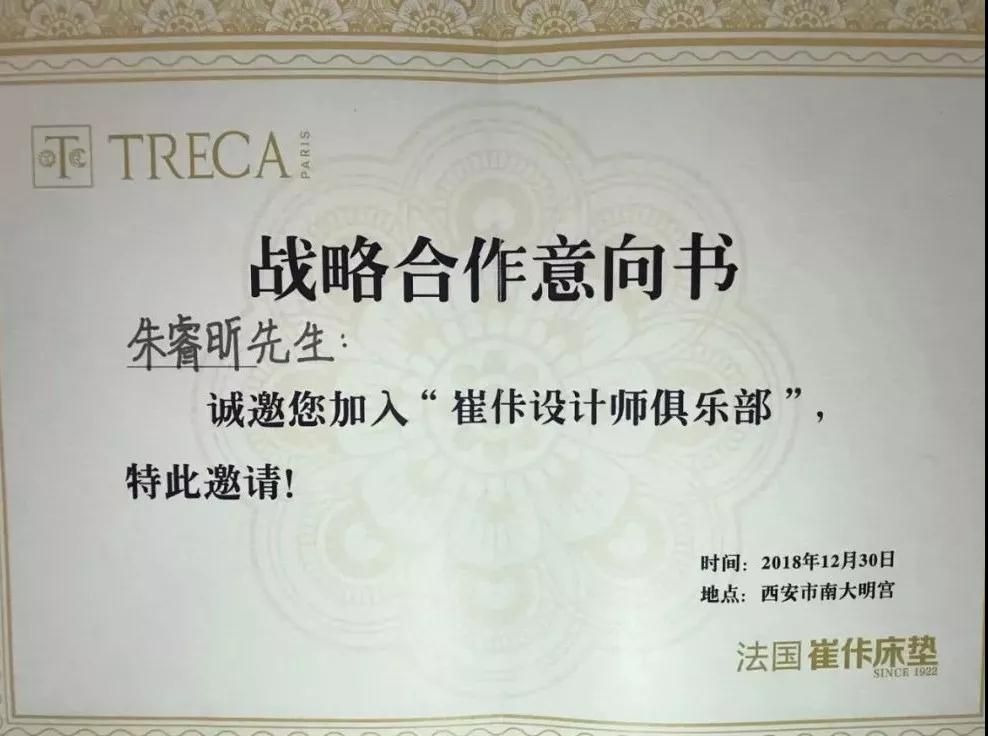 TRECA PARIS
战略合作意向书
朱睿昕先生：
诚邀您加入“崔佧设计师俱乐部”，
特此邀请！
时间：2018年12月30日
地点：西安市南大明宫
法国崔佧床垫
SINCE 1922